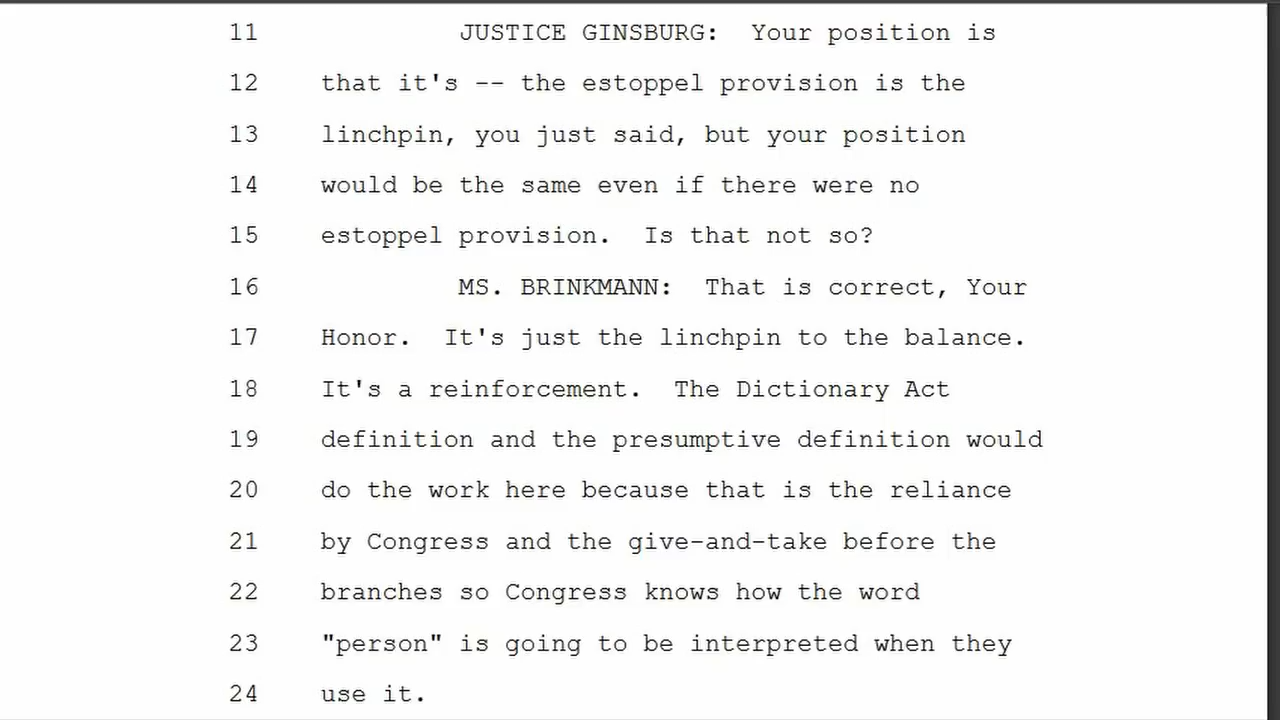 11 JUSTICE GINSBURG: Your position is
12 that it's -- the estoppel provision is the
13 linchpin, you just said, but your position
14 would be the same even if there were no
15 estoppel provision. Is that not so?
16 MS. BRINKMANN: That is correct, Your
17 Honor. It's just the linchpin to the balance.
18 It's a reinforcement. The Dictionary Act
19 definition and the presumptive definition would
20 do the work here because that is the reliance
21 by Congress and the give-and-take before the
22 branches so Congress knows how the word
23 "person" is going to be interpreted when they
24 use it.